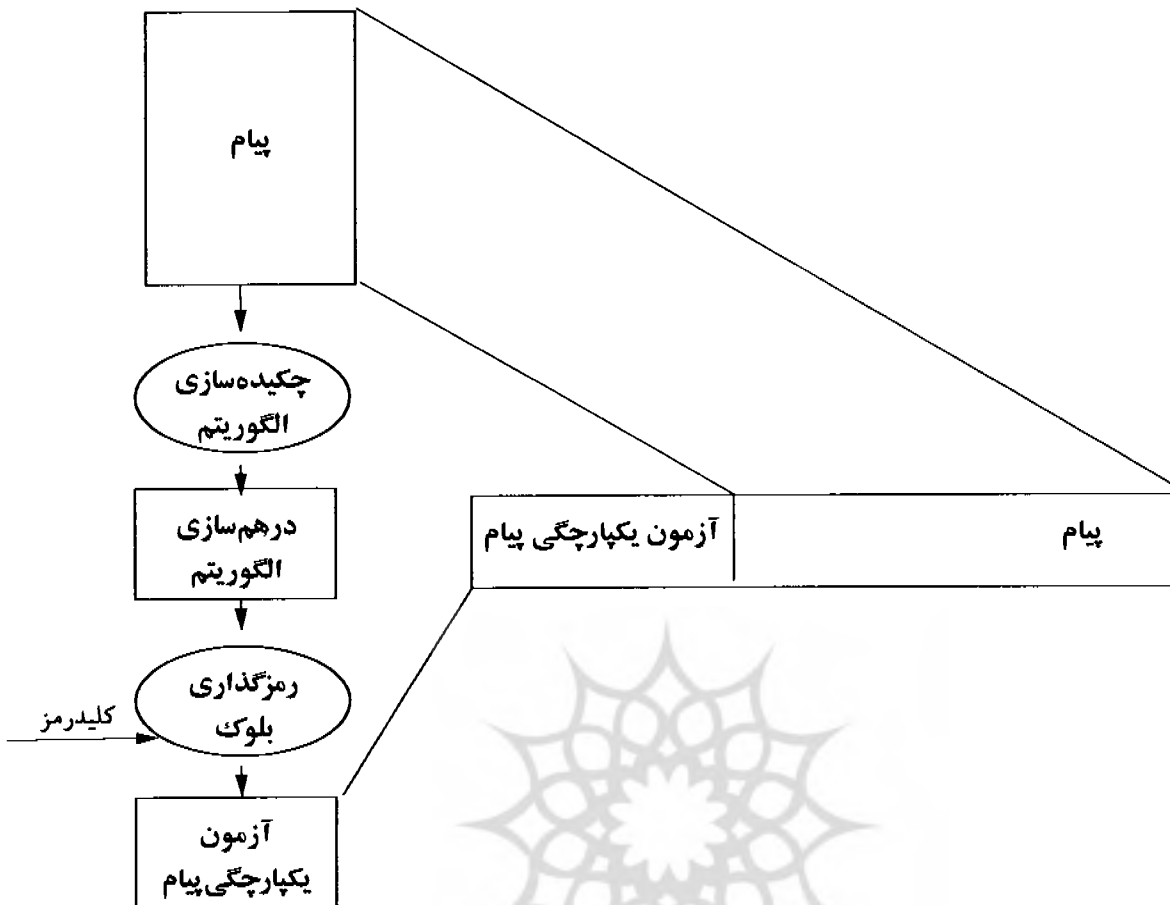 پیام
چکیده‌سازی
الگوریتم
درهم‌سازی
الگوریتم
آزمون یکپارچگی پیام
پیام
رمزگذاری
بلوک
کلیدرمز
آزمون
یکپارچگی‌پیام